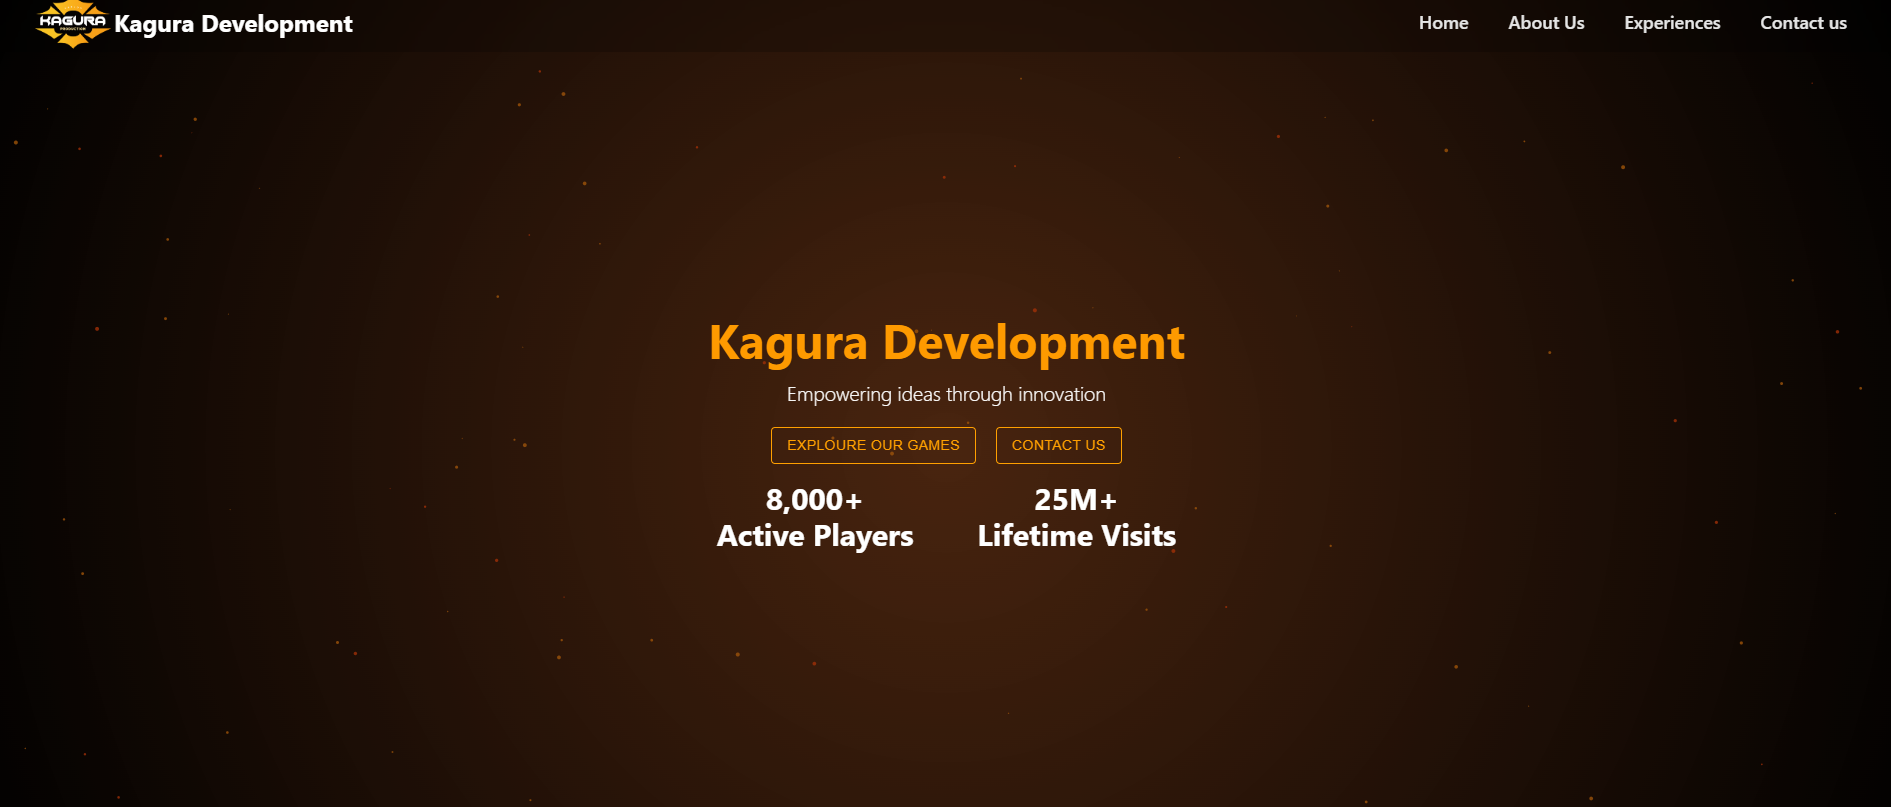 KAGURA
PRODUCTION
Kagura Development
Home
About Us
Experiences
Contact us
Kagura Development
Empowering ideas through innovation
EXPLOURE OUR GAMES
CONTACT US
8,000+
Active Players
25M+
Lifetime Visits